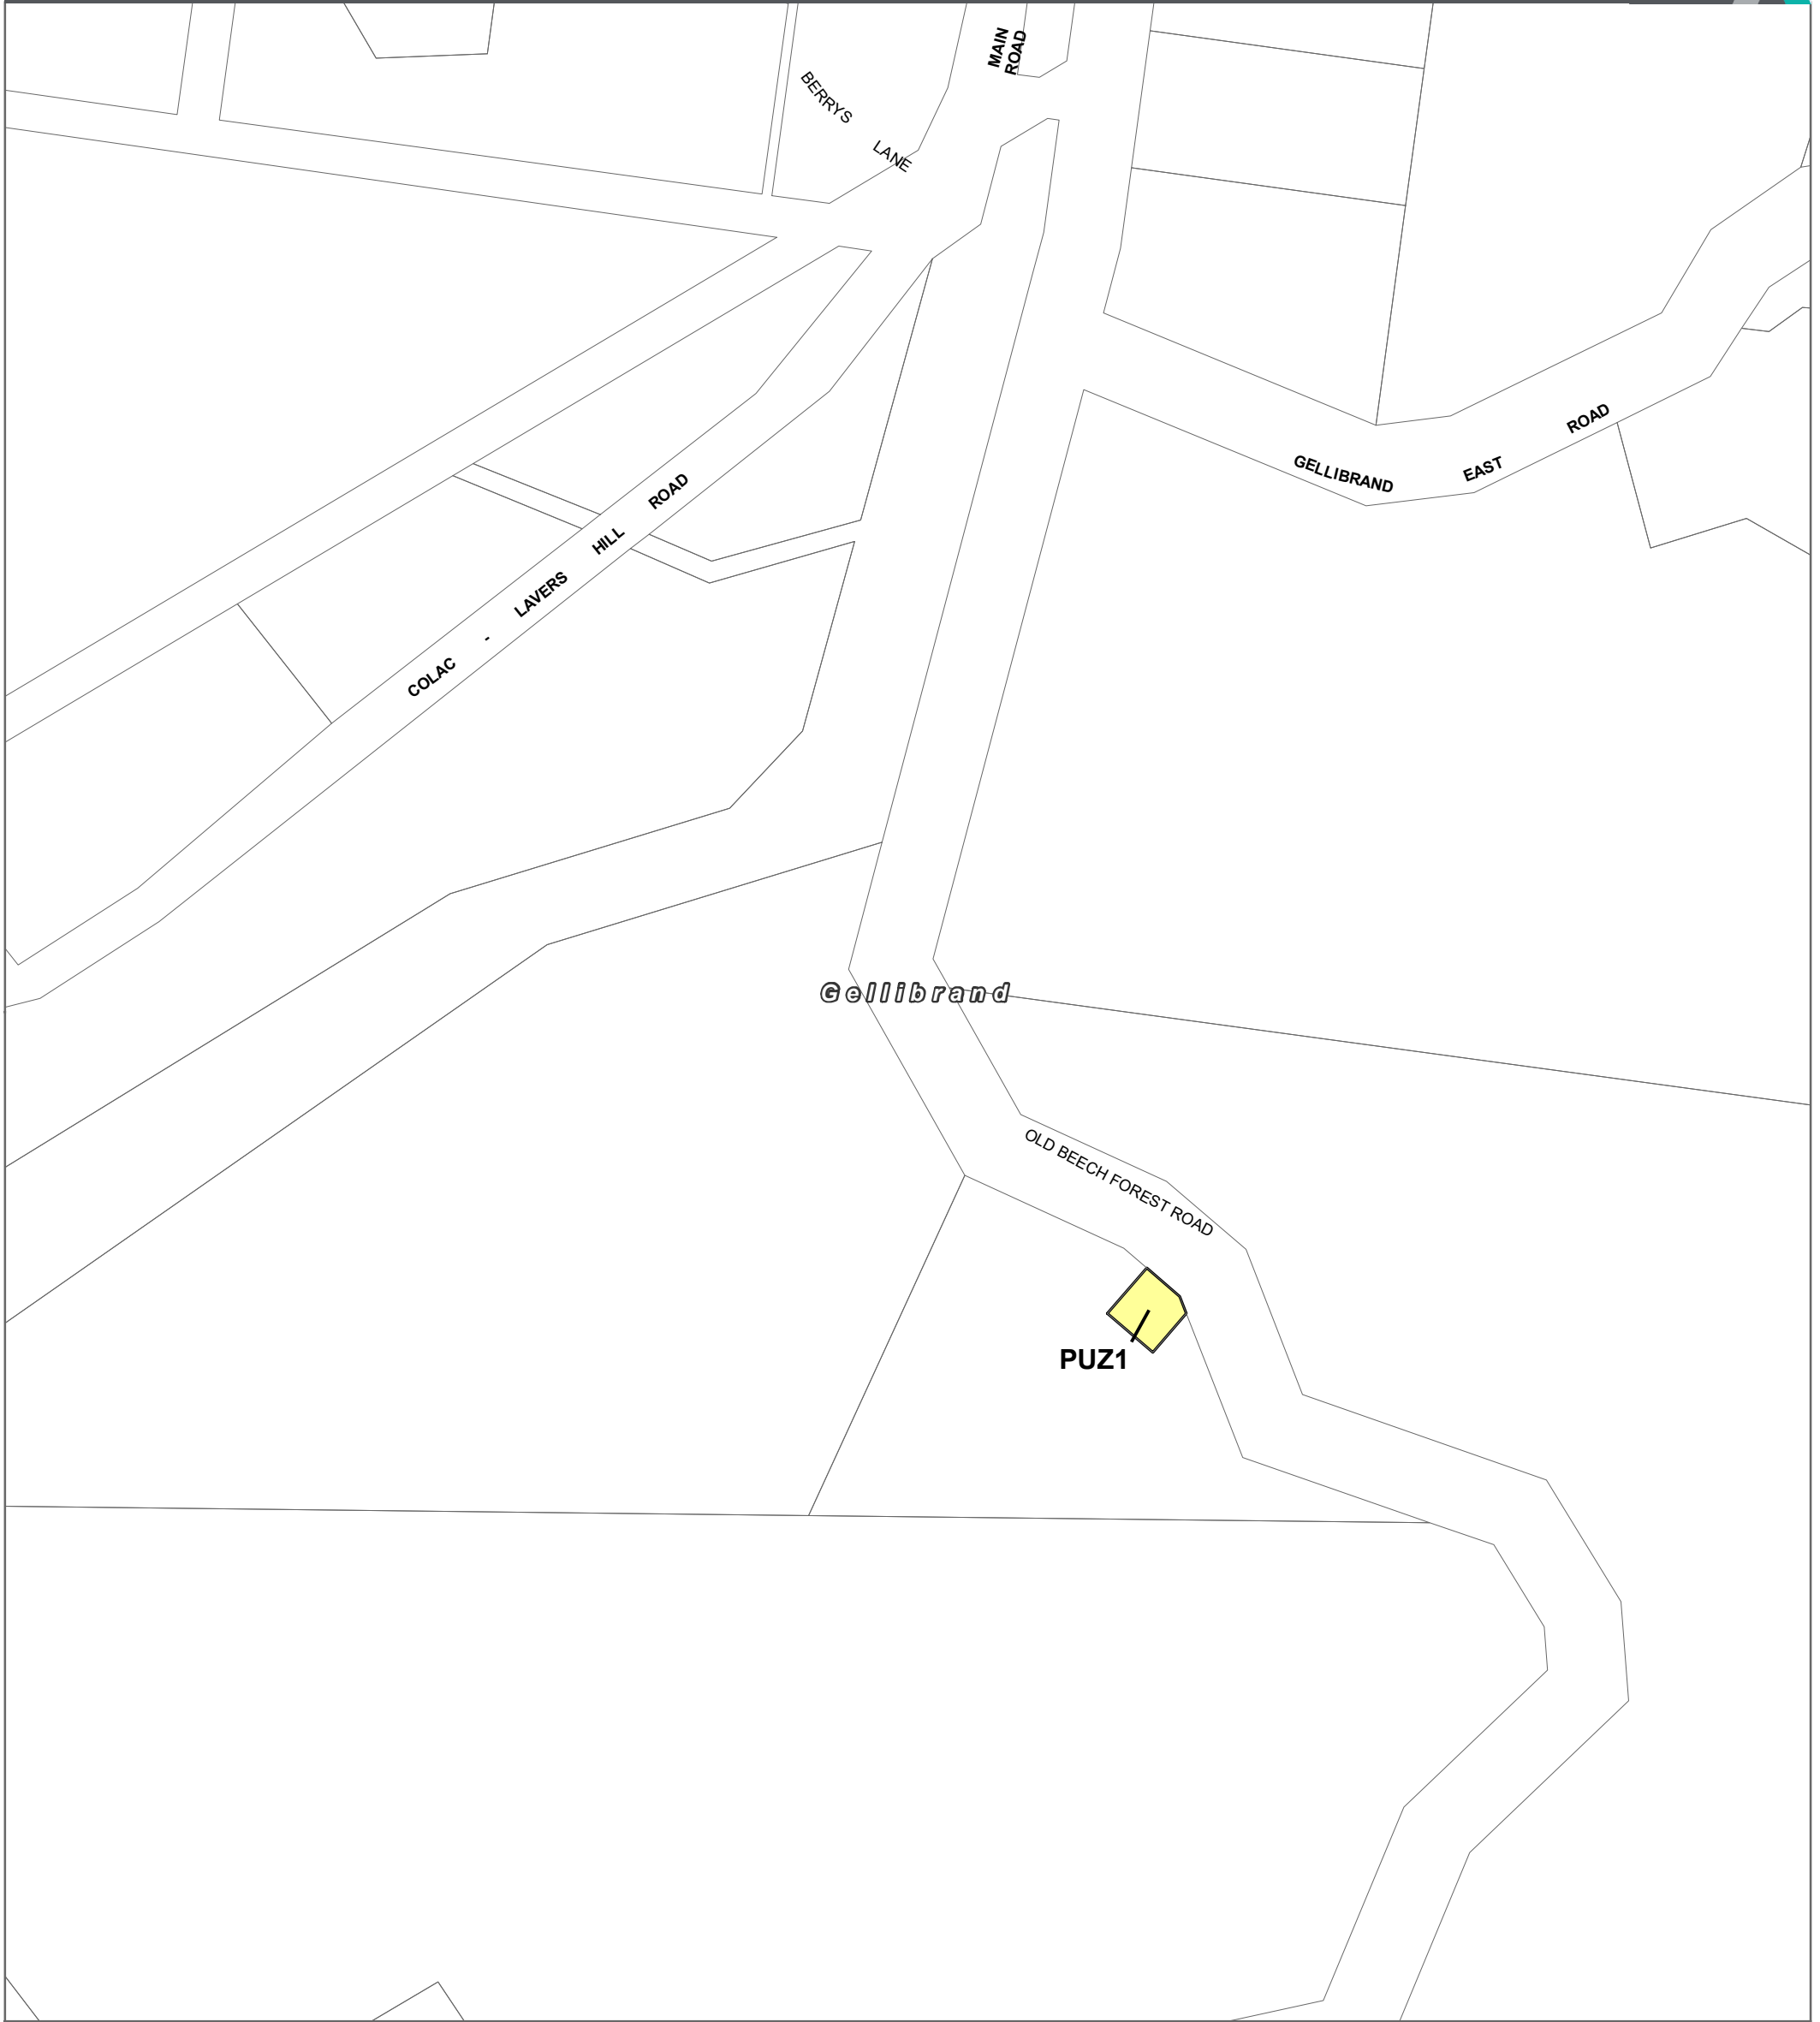 MAIN
ROAD
BERRYS
LANE
GELLIBRAND
EAST
ROAD
COLAC - LAVERS HILL ROAD
Gellibrand
OLD BEECH FOREST ROAD
PUZ1